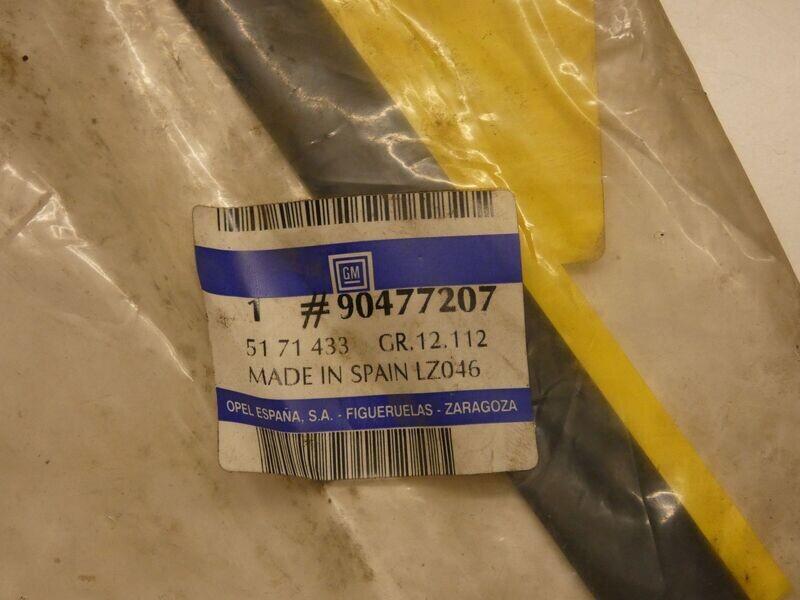 GM
1 #90477207
51 71 433 GR.12.112
MADE IN SPAIN LZ046
OPEL ESPAÑA, S.A. - FIGUERUELAS - ZARAGOZA